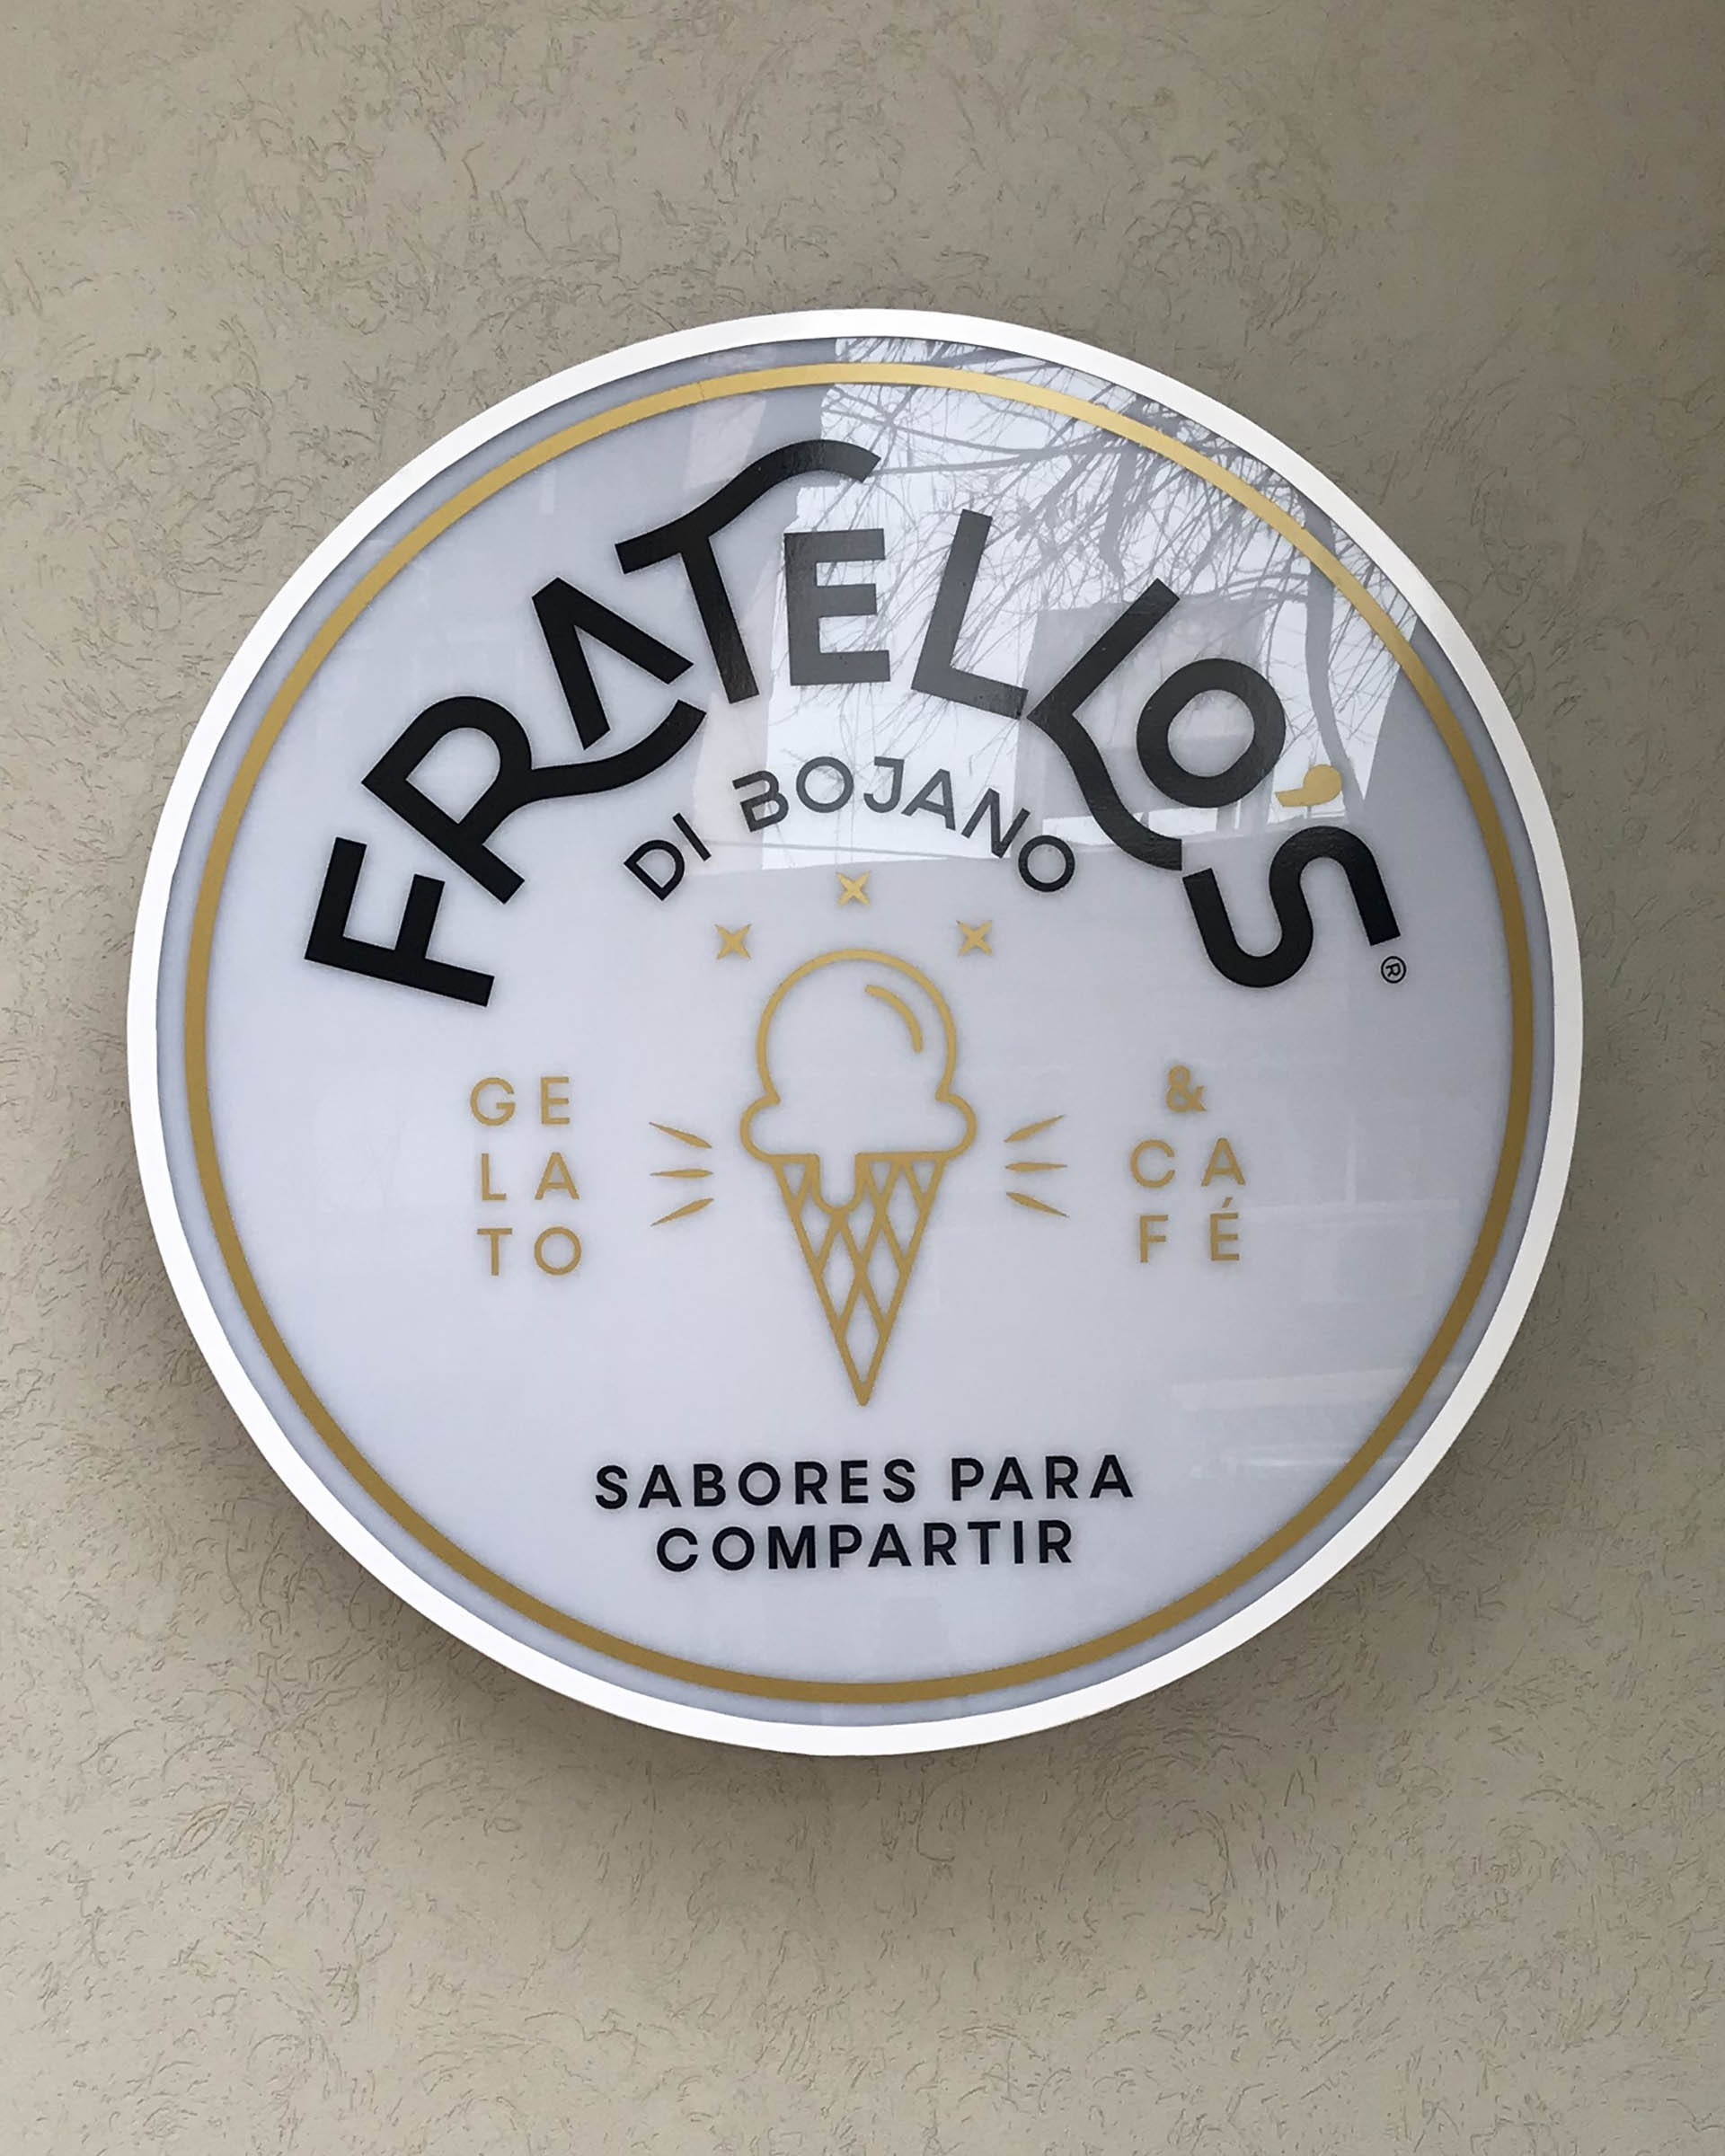 FRATELLO'S
DI BOJANO
®
GE
LA
TO
&
CA
FÉ
SABORES PARA
COMPARTIR